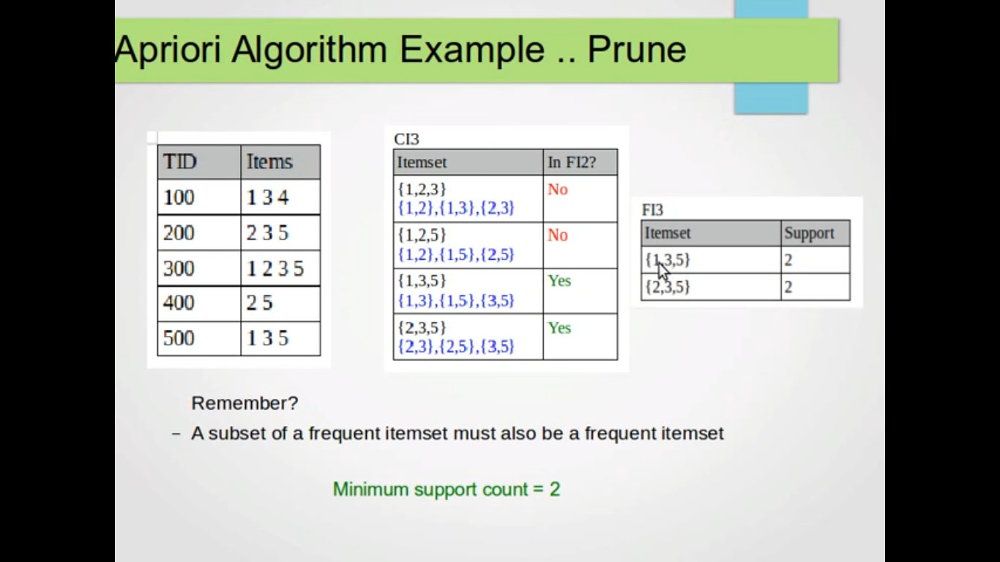 Apriori Algorithm Example .. Prune
TID Items
100 1 3 4
200 2 3 5
300 1 2 3 5
400 2 5
500 1 3 5
CI3
Itemset In FI2?
{1,2,3} No
{1,2},{1,3},{2,3}
{1,2,5} No
{1,2},{1,5},{2,5}
{1,3,5} Yes
{1,3},{1,5},{3,5}
{2,3,5} Yes
{2,3},{2,5},{3,5}
FI3
Itemset Support
{1,3,5} 2
{2,3,5} 2
Remember?
– A subset of a frequent itemset must also be a frequent itemset
Minimum support count = 2